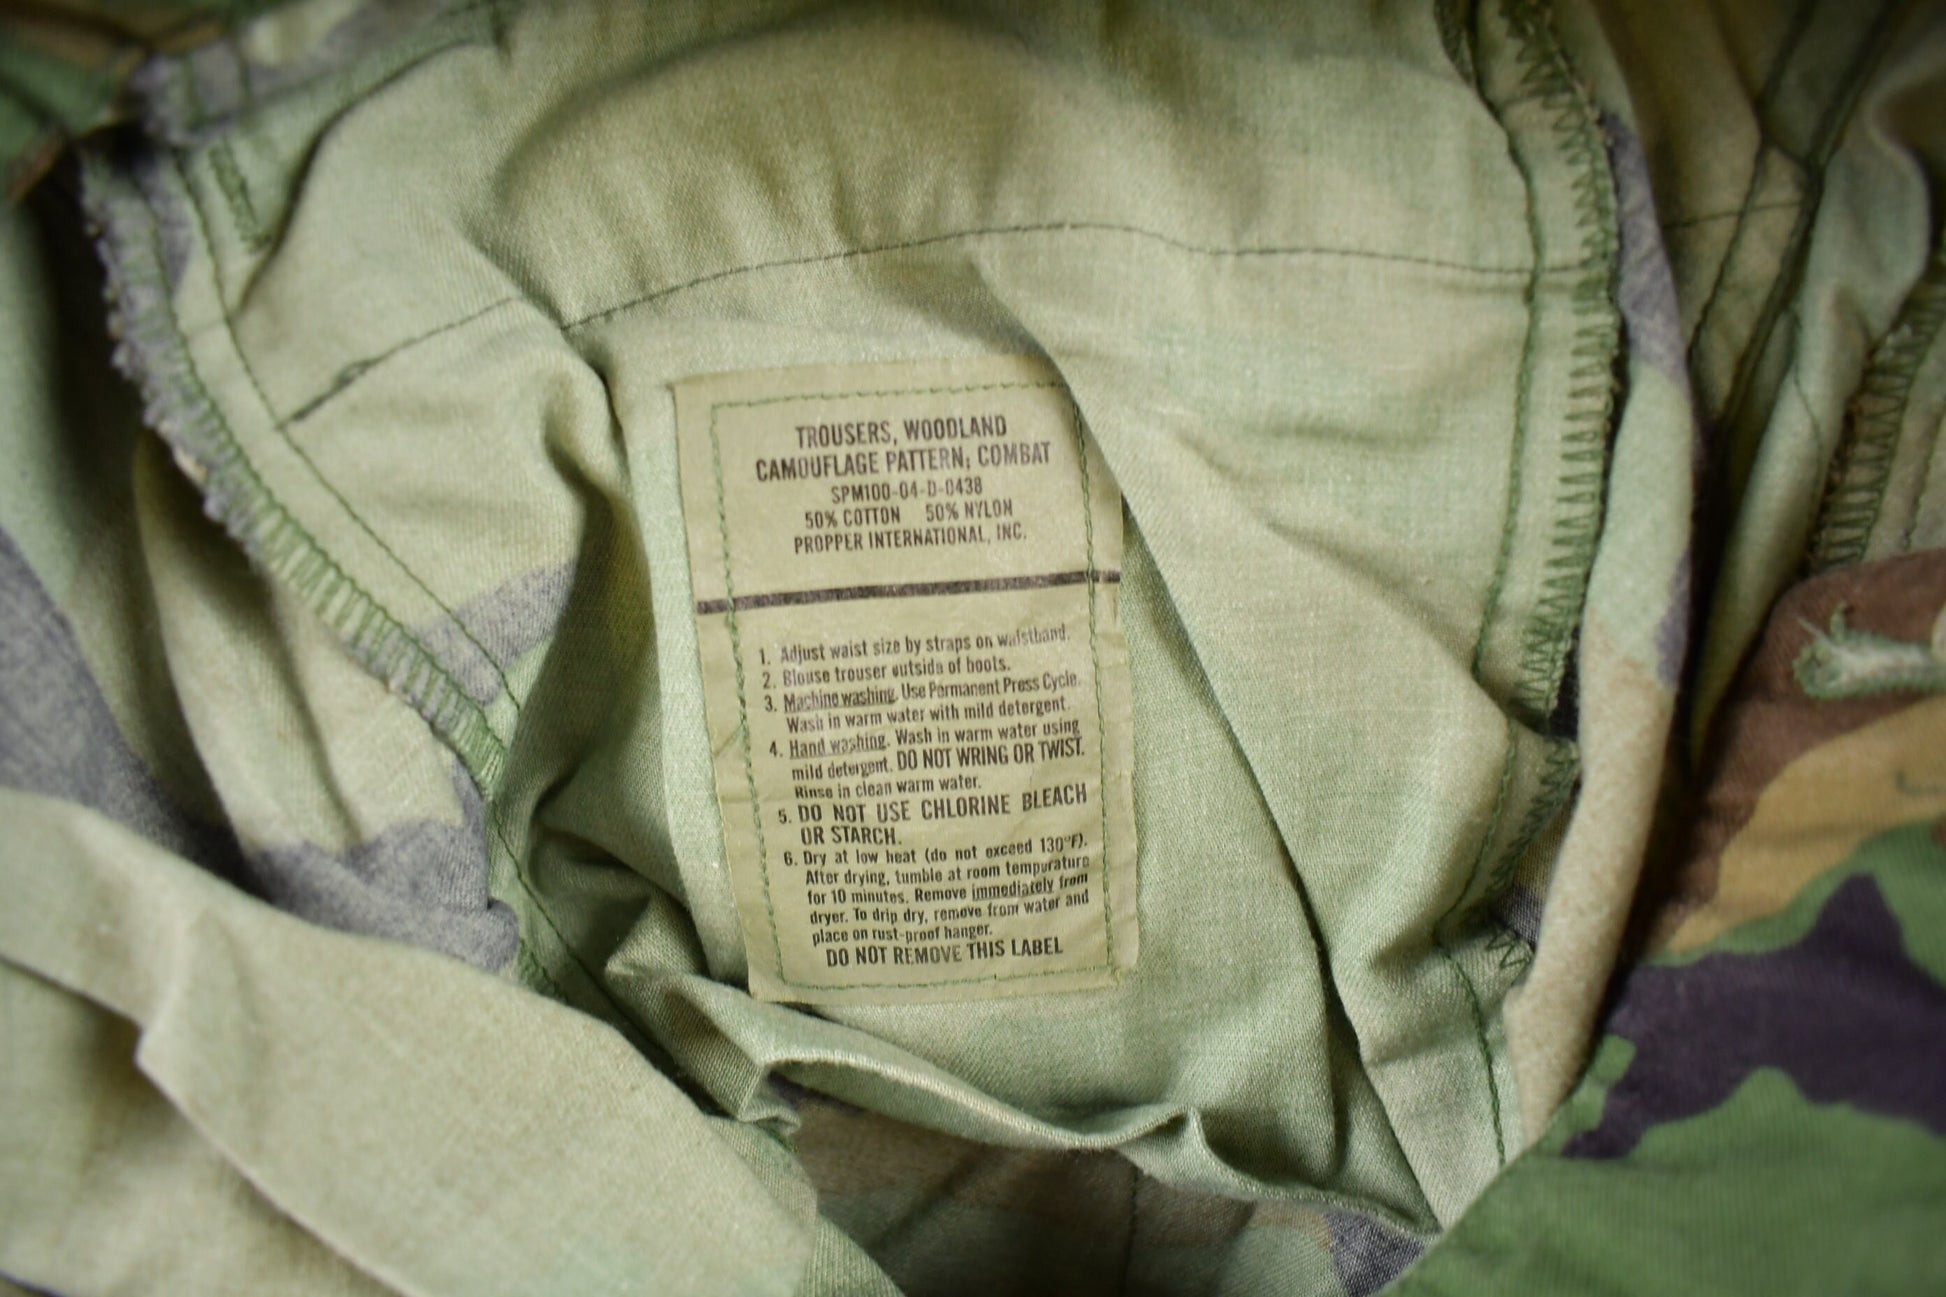 TROUSERS, WOODLAND
CAMOUFLAGE PATTERN; COMBAT
SPM100-04-D-0438
50% COTTON 50% NYLON
PROPPER INTERNATIONAL, INC.
1. Adjust waist size by straps on waistband.
2. Blouse trouser outside of boots.
3. Machine washing. Use Permanent Press Cycle.
Wash in warm water with mild detergent.
4. Hand washing. Wash in warm water using
mild detergent. DO NOT WRING OR TWIST.
Rinse in clean warm water.
5. DO NOT USE CHLORINE BLEACH
OR STARCH.
6. Dry at low heat (do not exceed 130°F).
After drying, tumble at room temperature
for 10 minutes. Remove immediately from
dryer. To drip dry, remove from water and
place on rust-proof hanger.
DO NOT REMOVE THIS LABEL